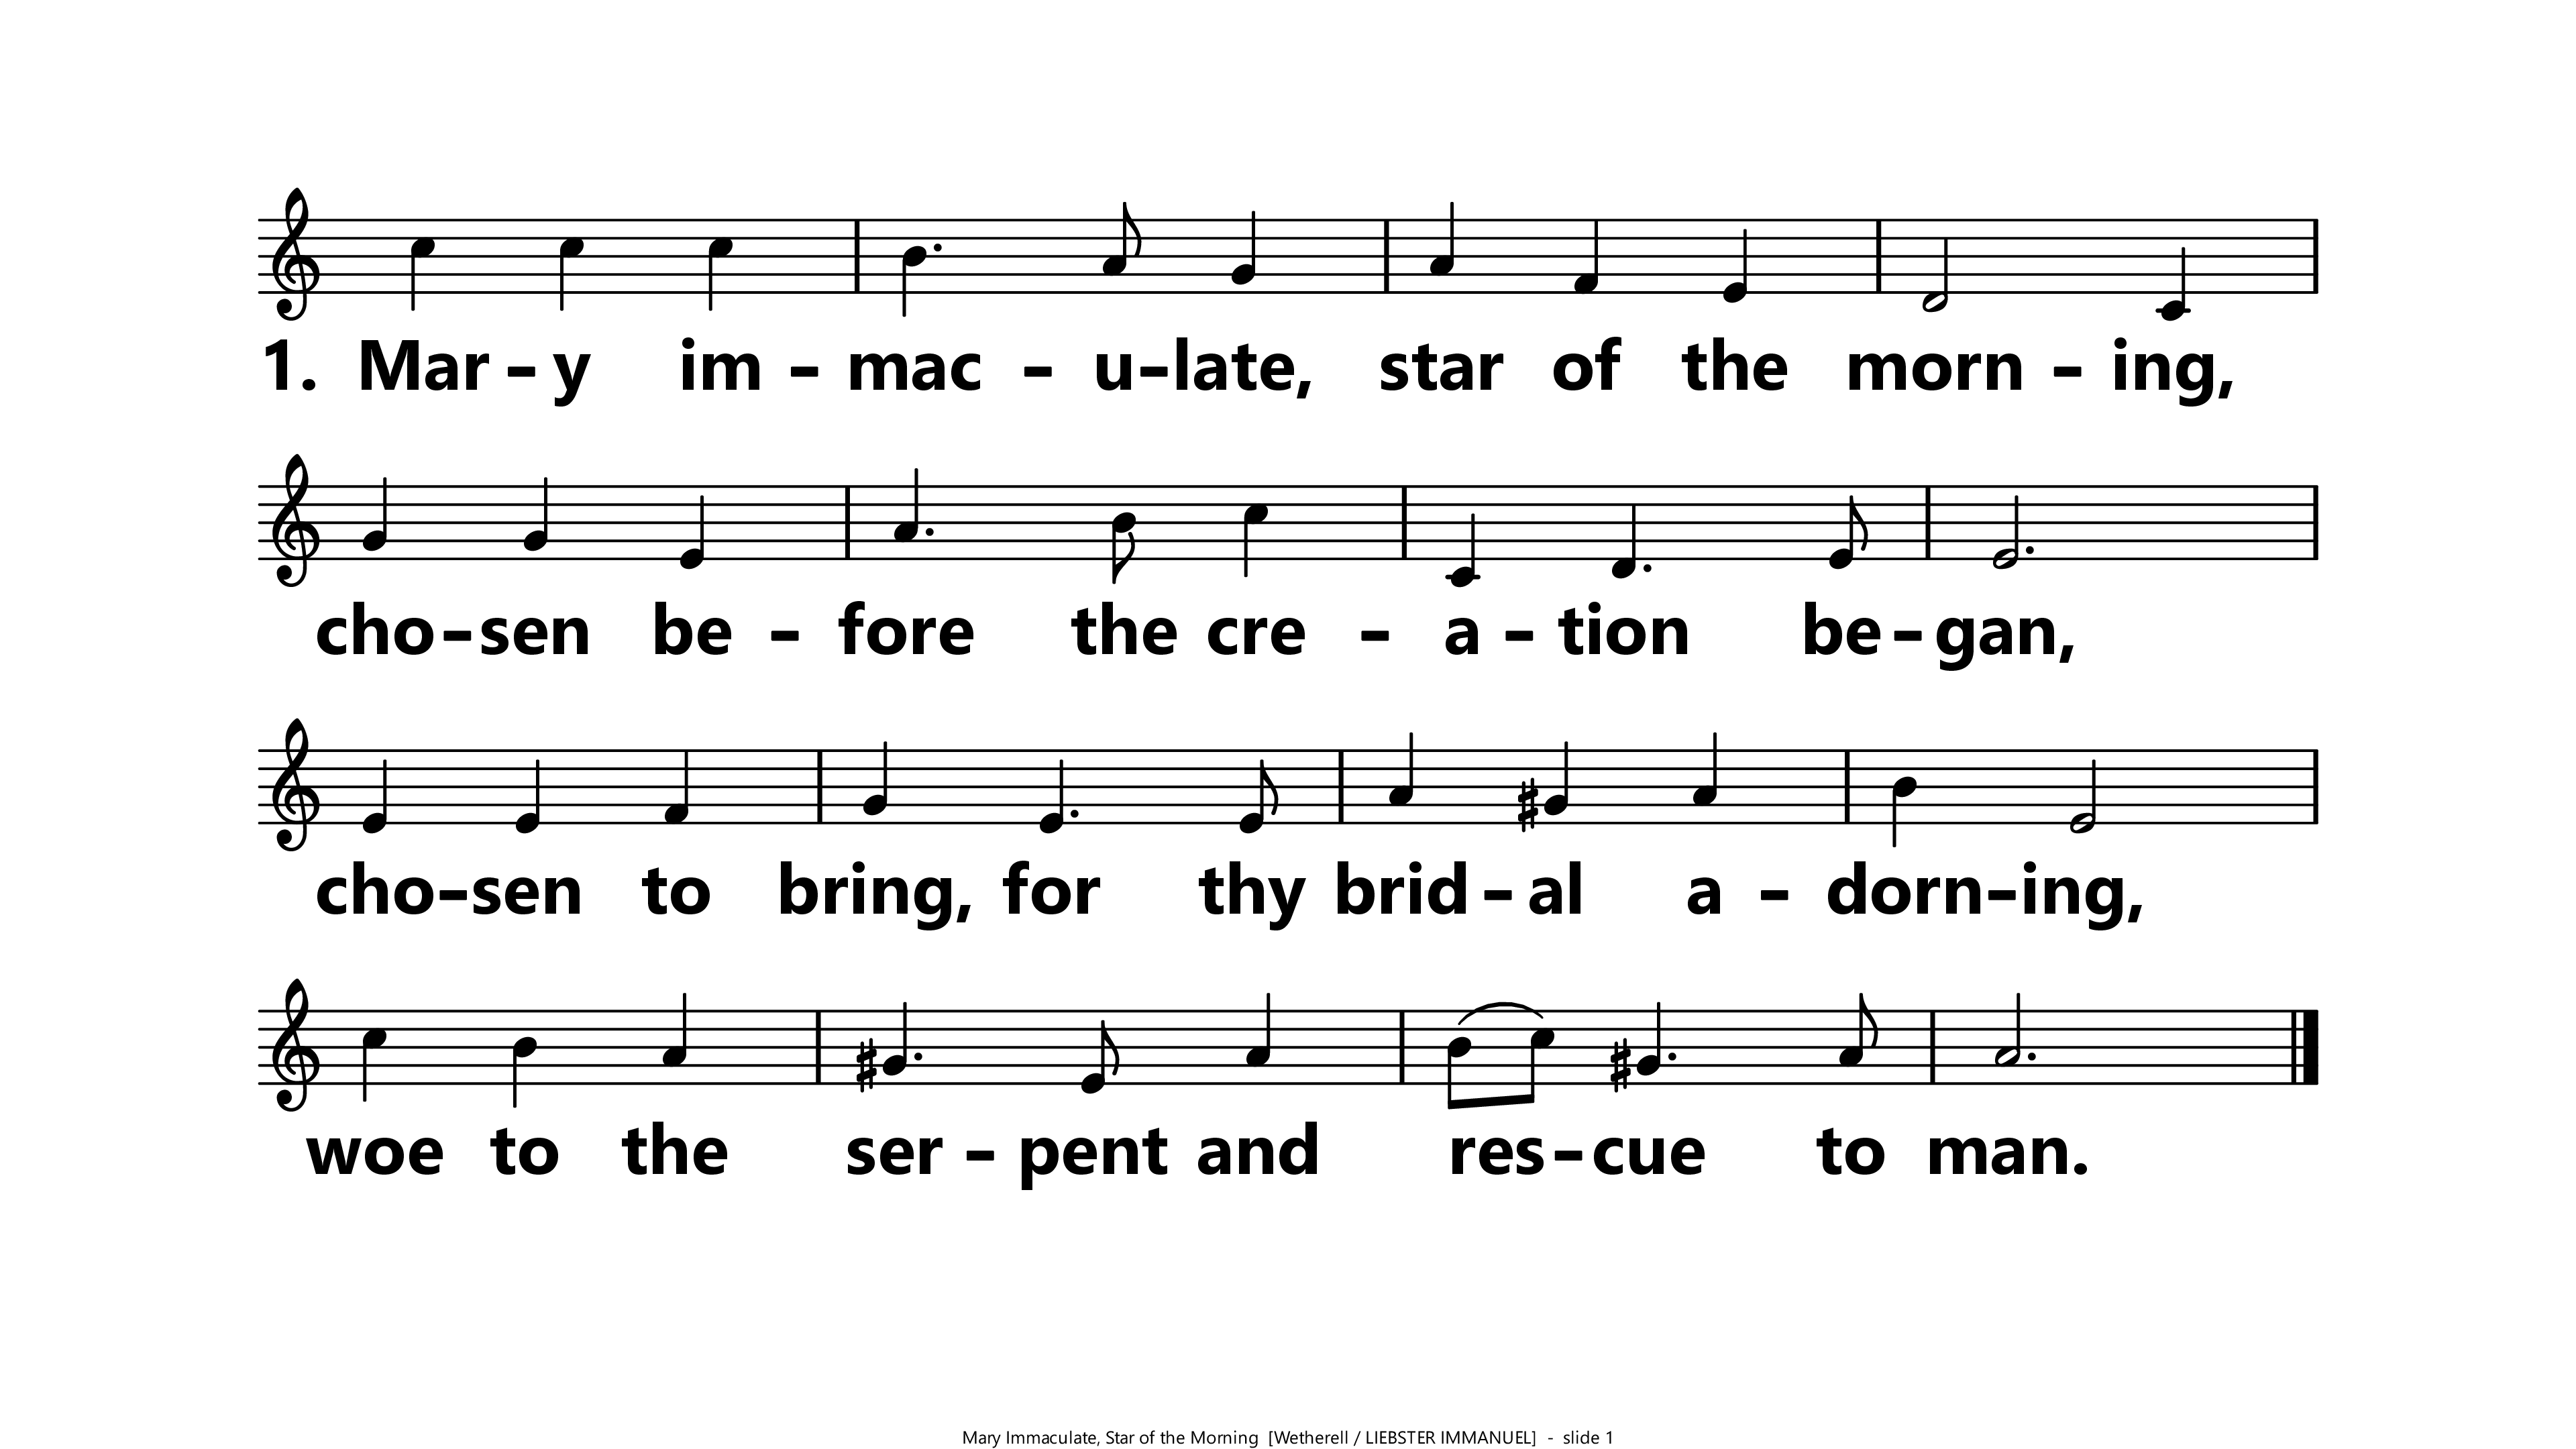 1. Mar-y im - mac - u-late, star of the morn - ing,
cho-sen be - fore the cre - a - tion be-gan,
cho-sen to bring, for thy brid-al a - dorn-ing,
woe to the ser - pent and res-cue to man.
Mary Immaculate, Star of the Morning [Wetherell / LIEBSTER IMMANUEL] - slide 1